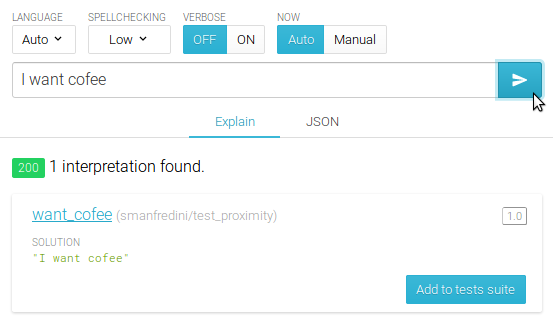 LANGUAGE SPELLCHECKING VERBOSE NOW
Auto Low OFF ON Auto Manual
I want cofee
Explain JSON
200 1 interpretation found.
want_cofee (smanfredini/test_proximity) 1.0
SOLUTION
"I want cofee"
Add to tests suite